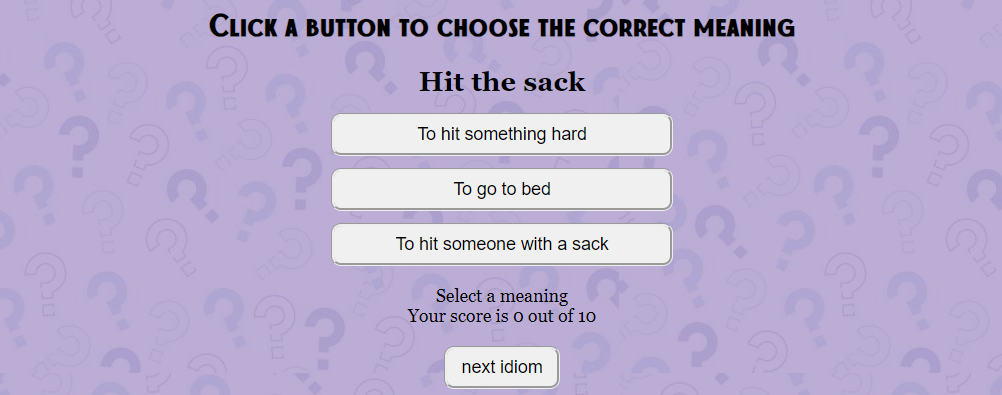 Click a button to choose the correct meaning
Hit the sack
To hit something hard
To go to bed
To hit someone with a sack
Select a meaning
Your score is 0 out of 10
next idiom